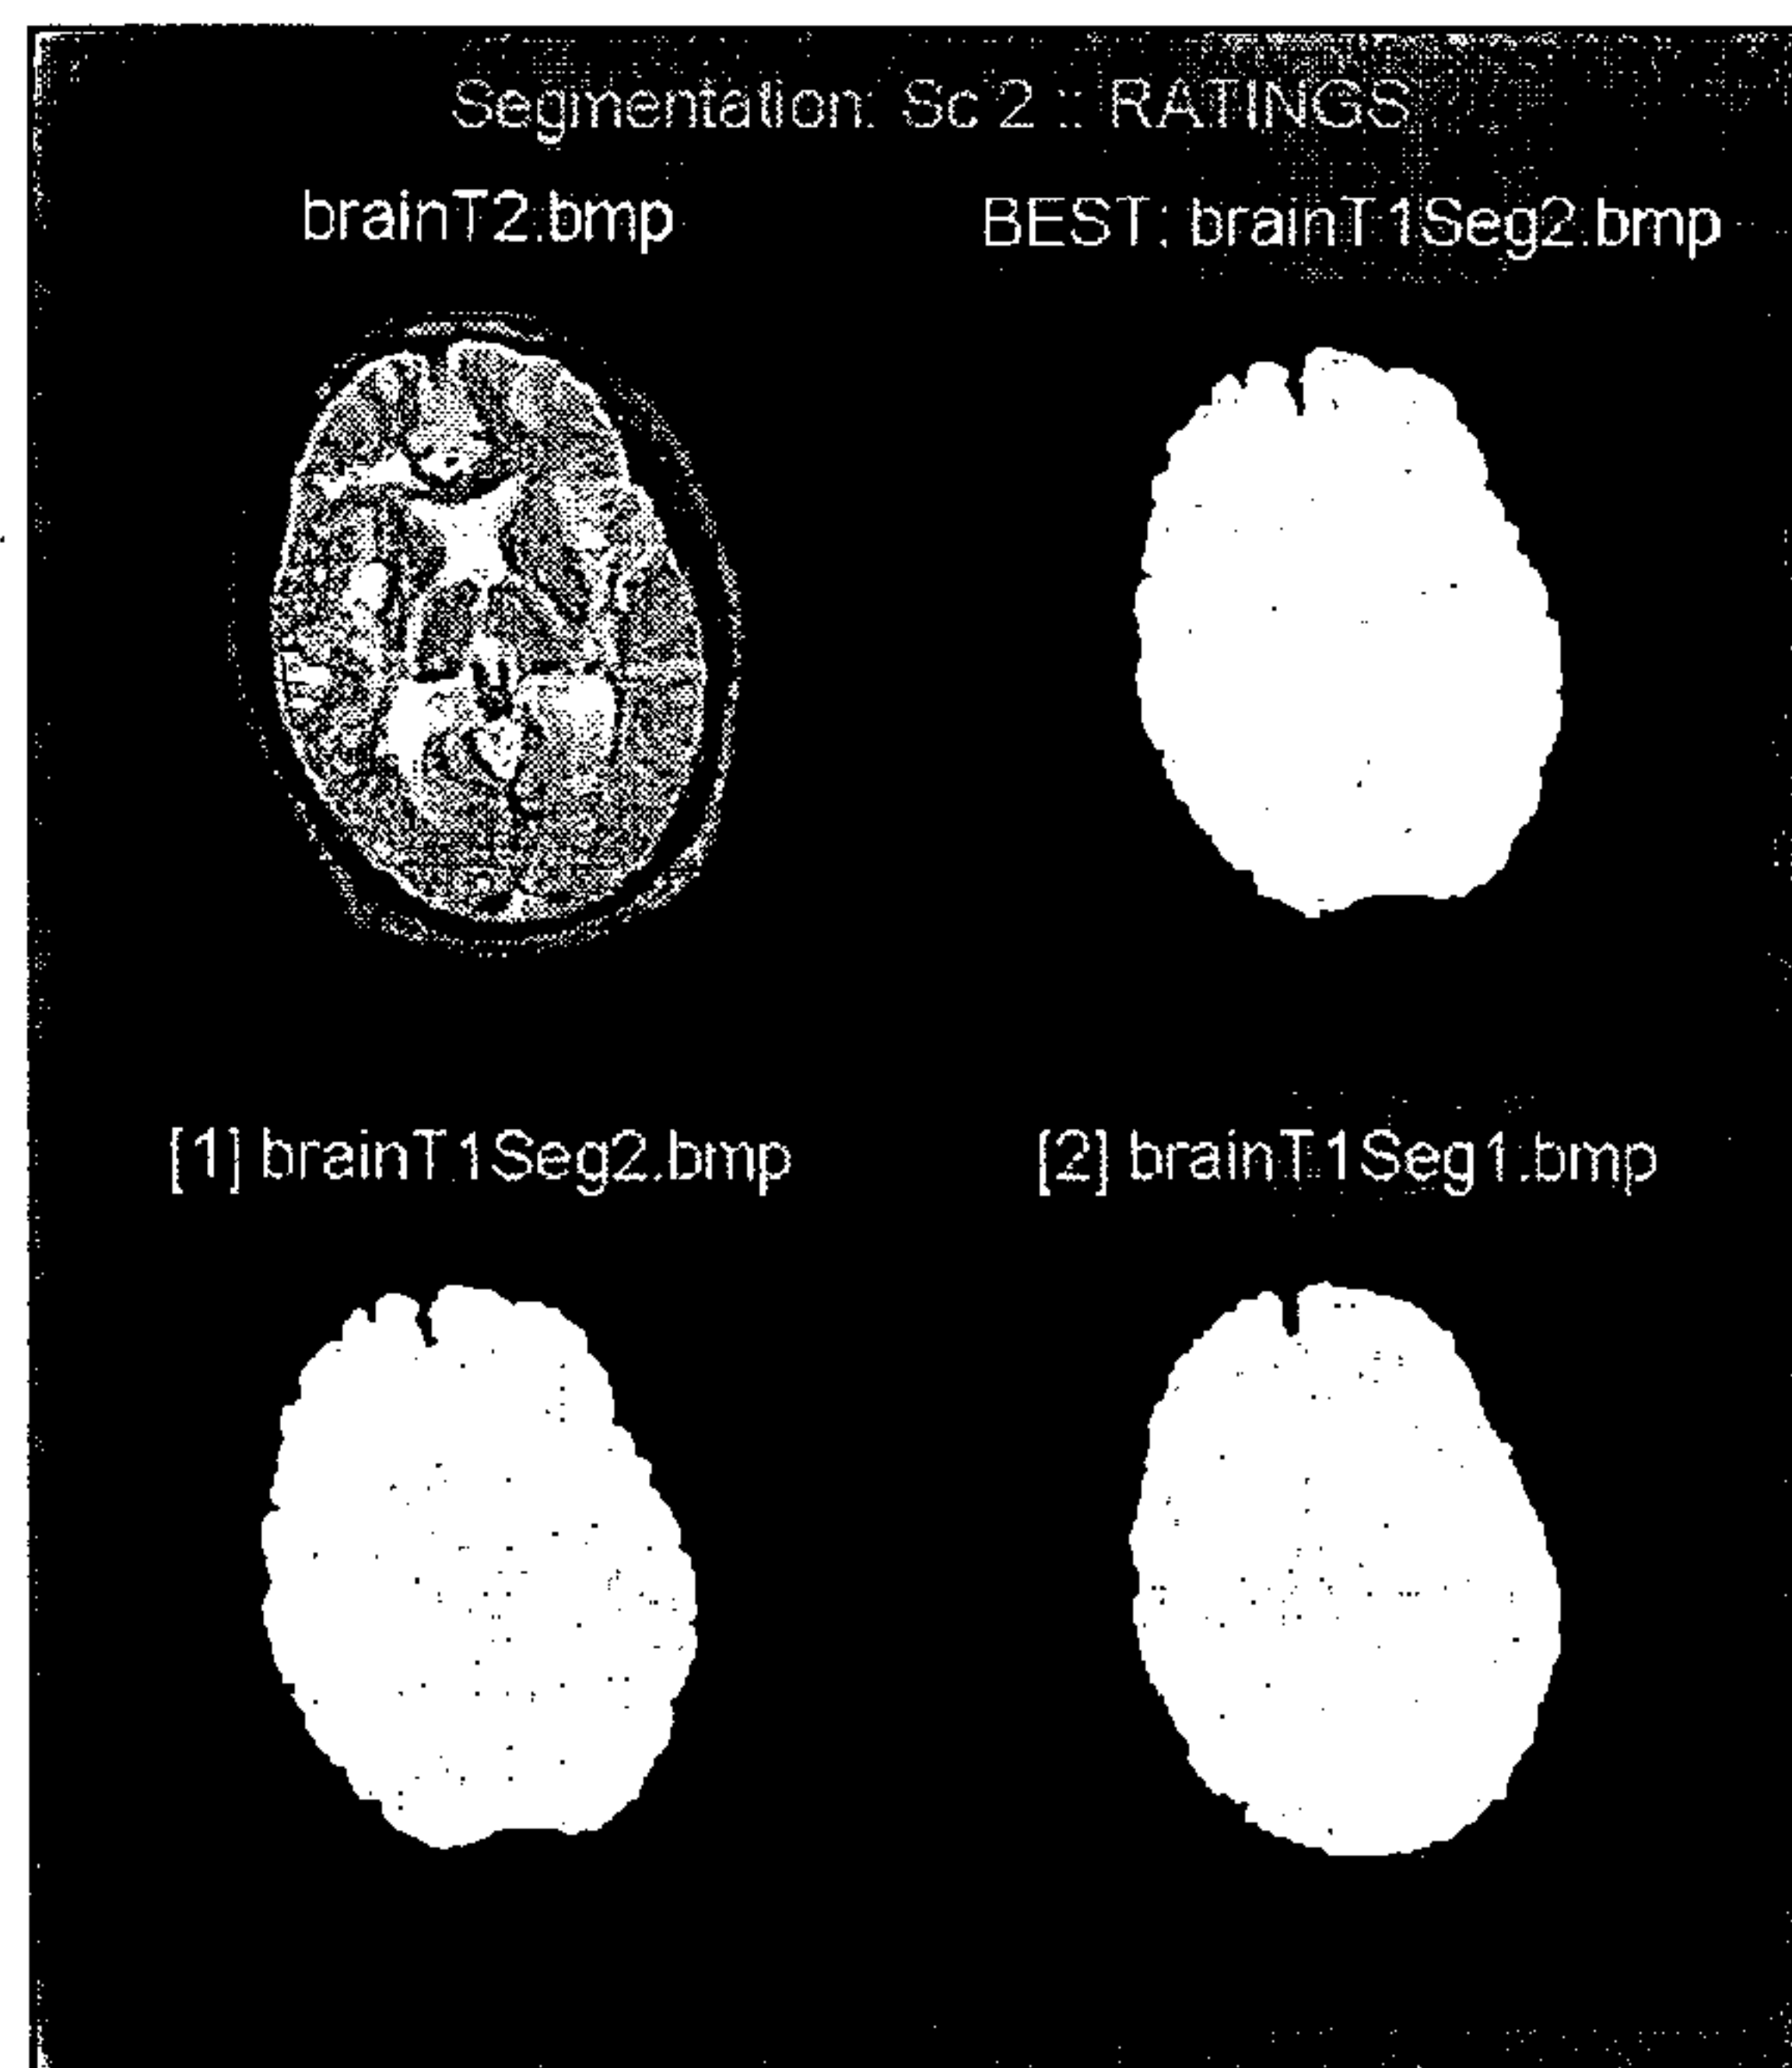 Segmentation: Sc 2 :: RATINGS
brainT2.bmp
BEST: brainT1Seg2.bmp
[1] brainT1Seg2.bmp
[2] brainT1Seg1.bmp